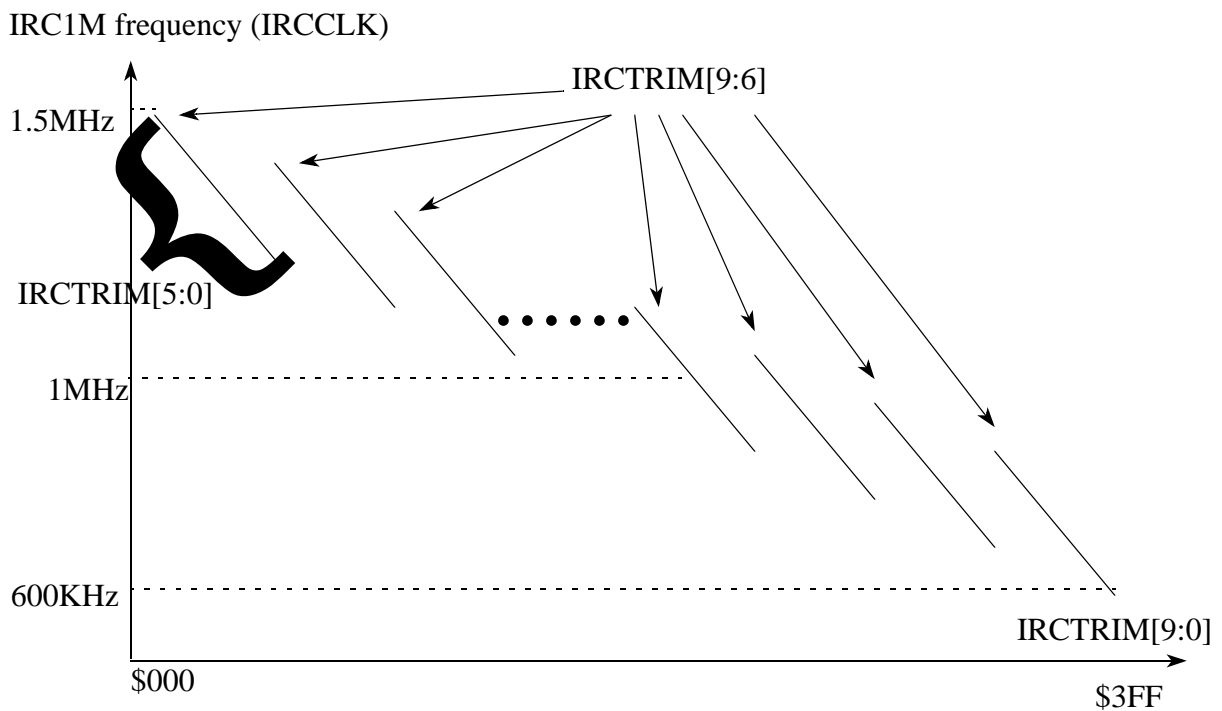 IRC1M frequency (IRCCLK)
IRCTRIM[9:6]
1.5MHz
IRCTRIM[5:0]
1MHz
600KHz
IRCTRIM[9:0]
$000
$3FF